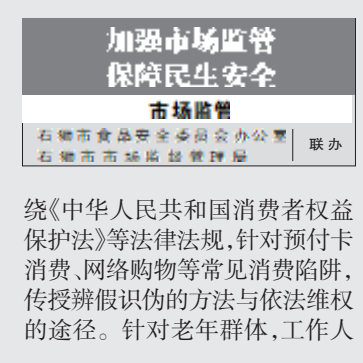 加强市场监管
保障民生安全
市场监管
石狮市食品安全委员会办公室
石狮市市场监督管理局
联办
绕《中华人民共和国消费者权益
保护法》等法律法规,针对预付卡
消费、网络购物等常见消费陷阱,
传授辨假识伪的方法与依法维权
的途径。针对老年群体,工作人